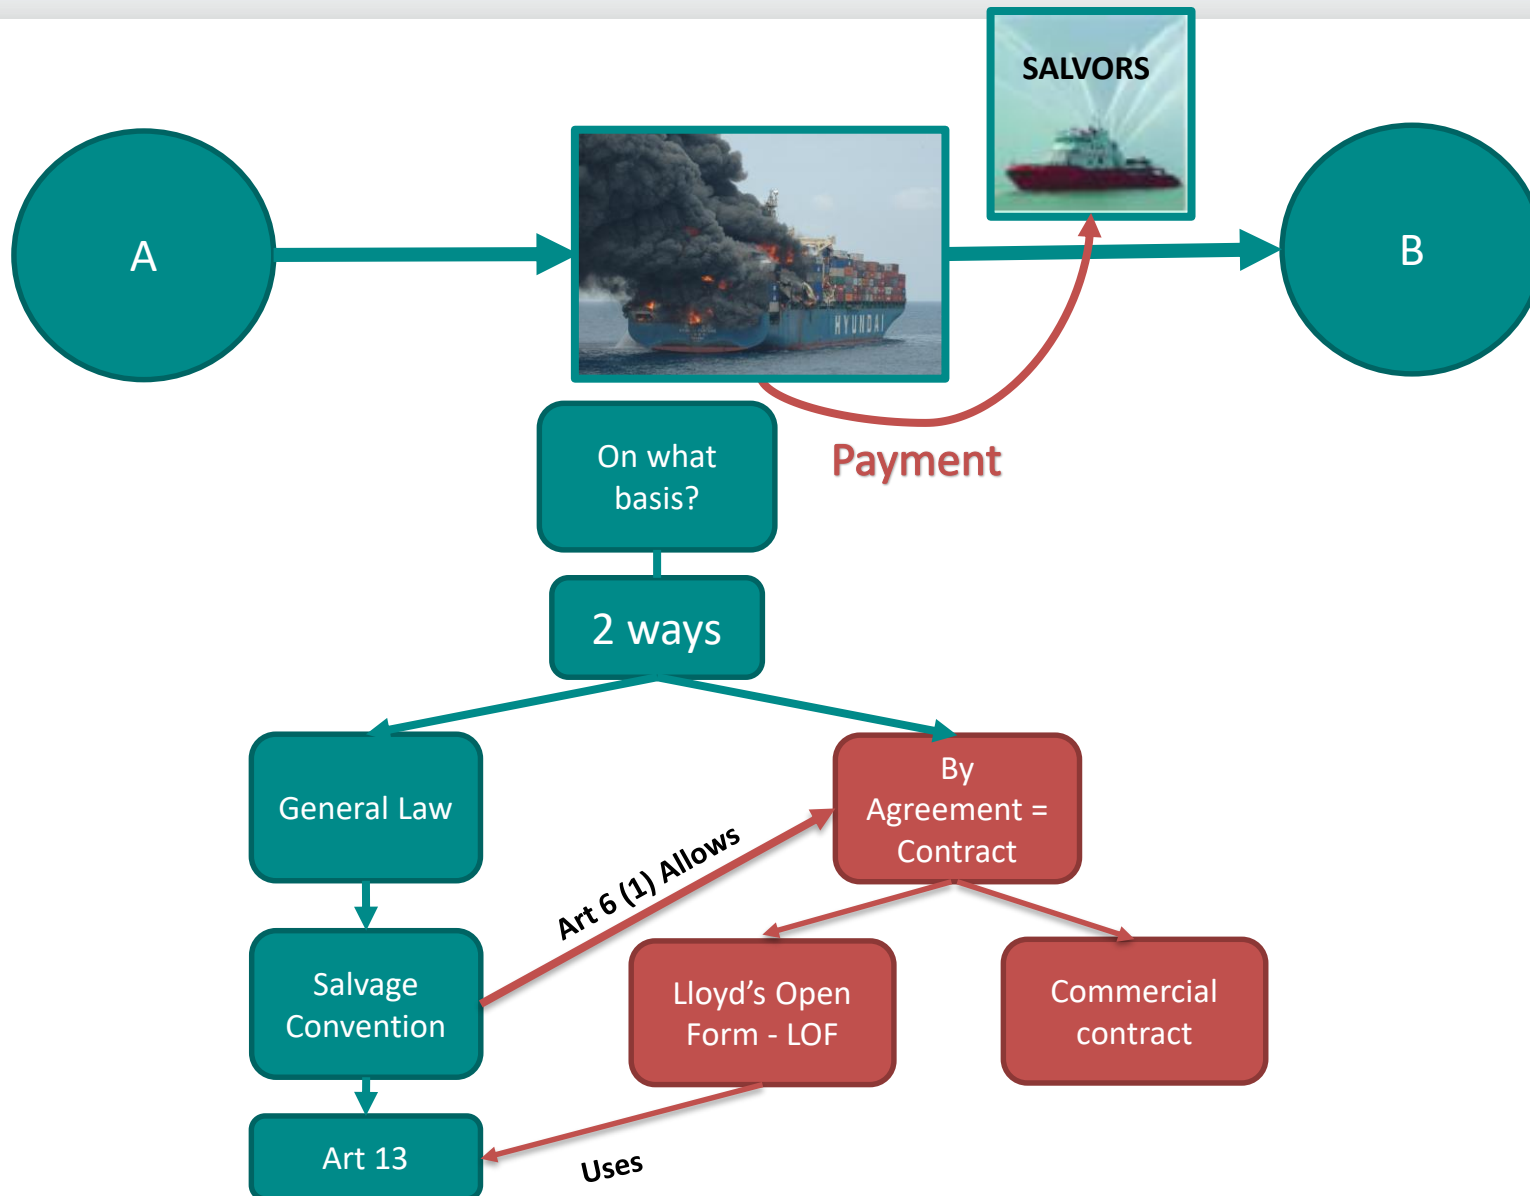 SALVORS
A
HYUNDAI
B
On what
basis?
Payment
2 ways
General Law
By
Agreement =
Contract
Art 6 (1) Allows
Salvage
Convention
Lloyd’s Open
Form - LOF
Commercial
contract
Art 13
Uses